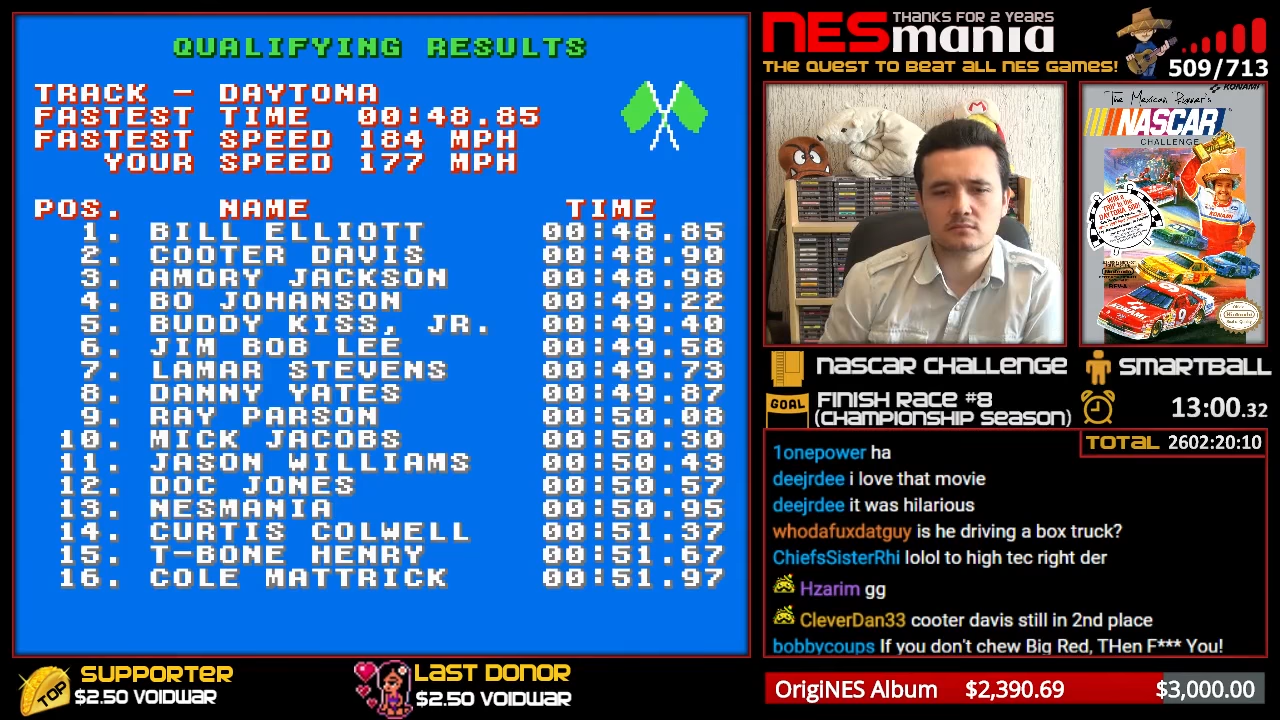 QUALIFYING RESULTS
TRACK - DAYTONA
FASTEST TIME 00:48.85
FASTEST SPEED 184 MPH
YOUR SPEED 177 MPH
POS. NAME TIME
1. BILL ELLIOTT 00:48.85
2. COOTER DAVIS 00:48.90
3. AMORY JACKSON 00:48.98
4. BO JOHANSON 00:49.22
5. BUDDY KISS, JR. 00:49.40
6. JIM BOB LEE 00:49.58
7. LAMAR STEVENS 00:49.73
8. DANNY YATES 00:49.87
9. RAY PARSON 00:50.08
10. MICK JACOBS 00:50.30
11. JASON WILLIAMS 00:50.43
12. DOC JONES 00:50.57
13. NESMANIA 00:50.95
14. CURTIS COLWELL 00:51.37
15. T-BONE HENRY 00:51.67
16. COLE MATTRICK 00:51.97
NESmania
THANKS FOR 2 YEARS
THE QUEST TO BEAT ALL NES GAMES!
509/713
KONAMI
The Mexican Runner's
NASCAR
CHALLENGE
KONAMI
KONAMI
9
Nintendo
NASCAR CHALLENGE
SMARTBALL
GOAL
FINISH RACE #8
(CHAMPIONSHIP SEASON)
13:00.32
TOTAL 2602:20:10
1onepower ha
deejrdee i love that movie
deejrdee it was hilarious
whodafuxdatguy is he driving a box truck?
ChiefsSisterRhi lolol to high tec right der
Hzarim gg
CleverDan33 cooter davis still in 2nd place
bobbycoups If you don't chew Big Red, THen F*** You!
TOP
SUPPORTER
$2.50 VOIDWAR
LAST DONOR
$2.50 VOIDWAR
OrigiNES Album $2,390.69 $3,000.00